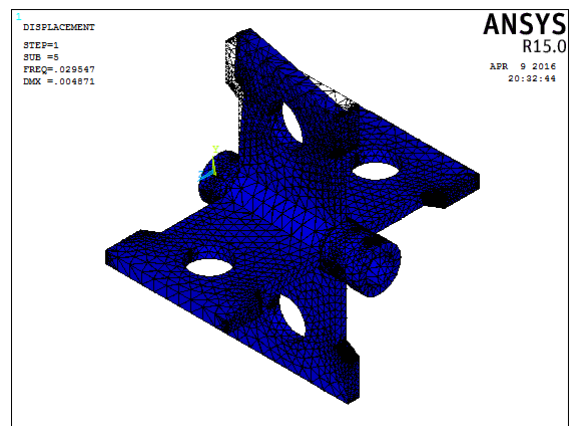 1
DISPLACEMENT
STEP=1
SUB =5
FREQ=.029547
DMX =.004871
ANSYS
R15.0
APR 9 2016
20:32:44
Y